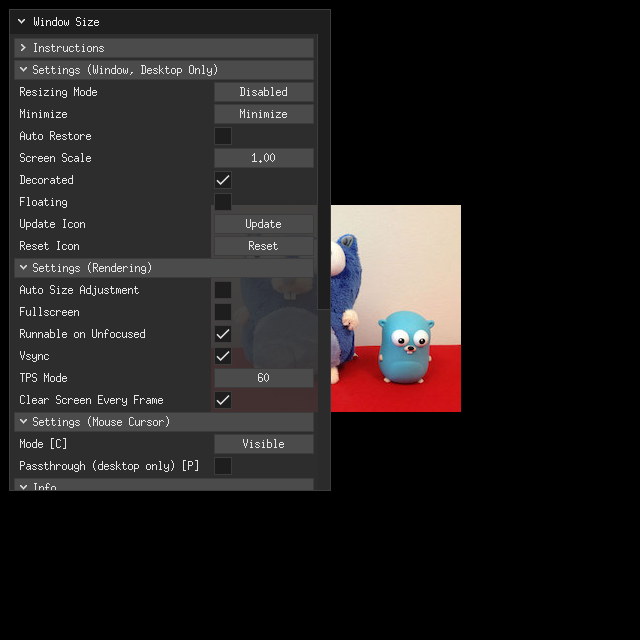 Window Size
Instructions
Settings (Window, Desktop Only)
Resizing Mode Disabled
Minimize Minimize
Auto Restore
Screen Scale 1.00
Decorated
Floating
Update Icon Update
Reset Icon Reset
Settings (Rendering)
Auto Size Adjustment
Fullscreen
Runnable on Unfocused
Vsync
TPS Mode 60
Clear Screen Every Frame
Settings (Mouse Cursor)
Mode [C] Visible
Passthrough (desktop only) [P]
Info